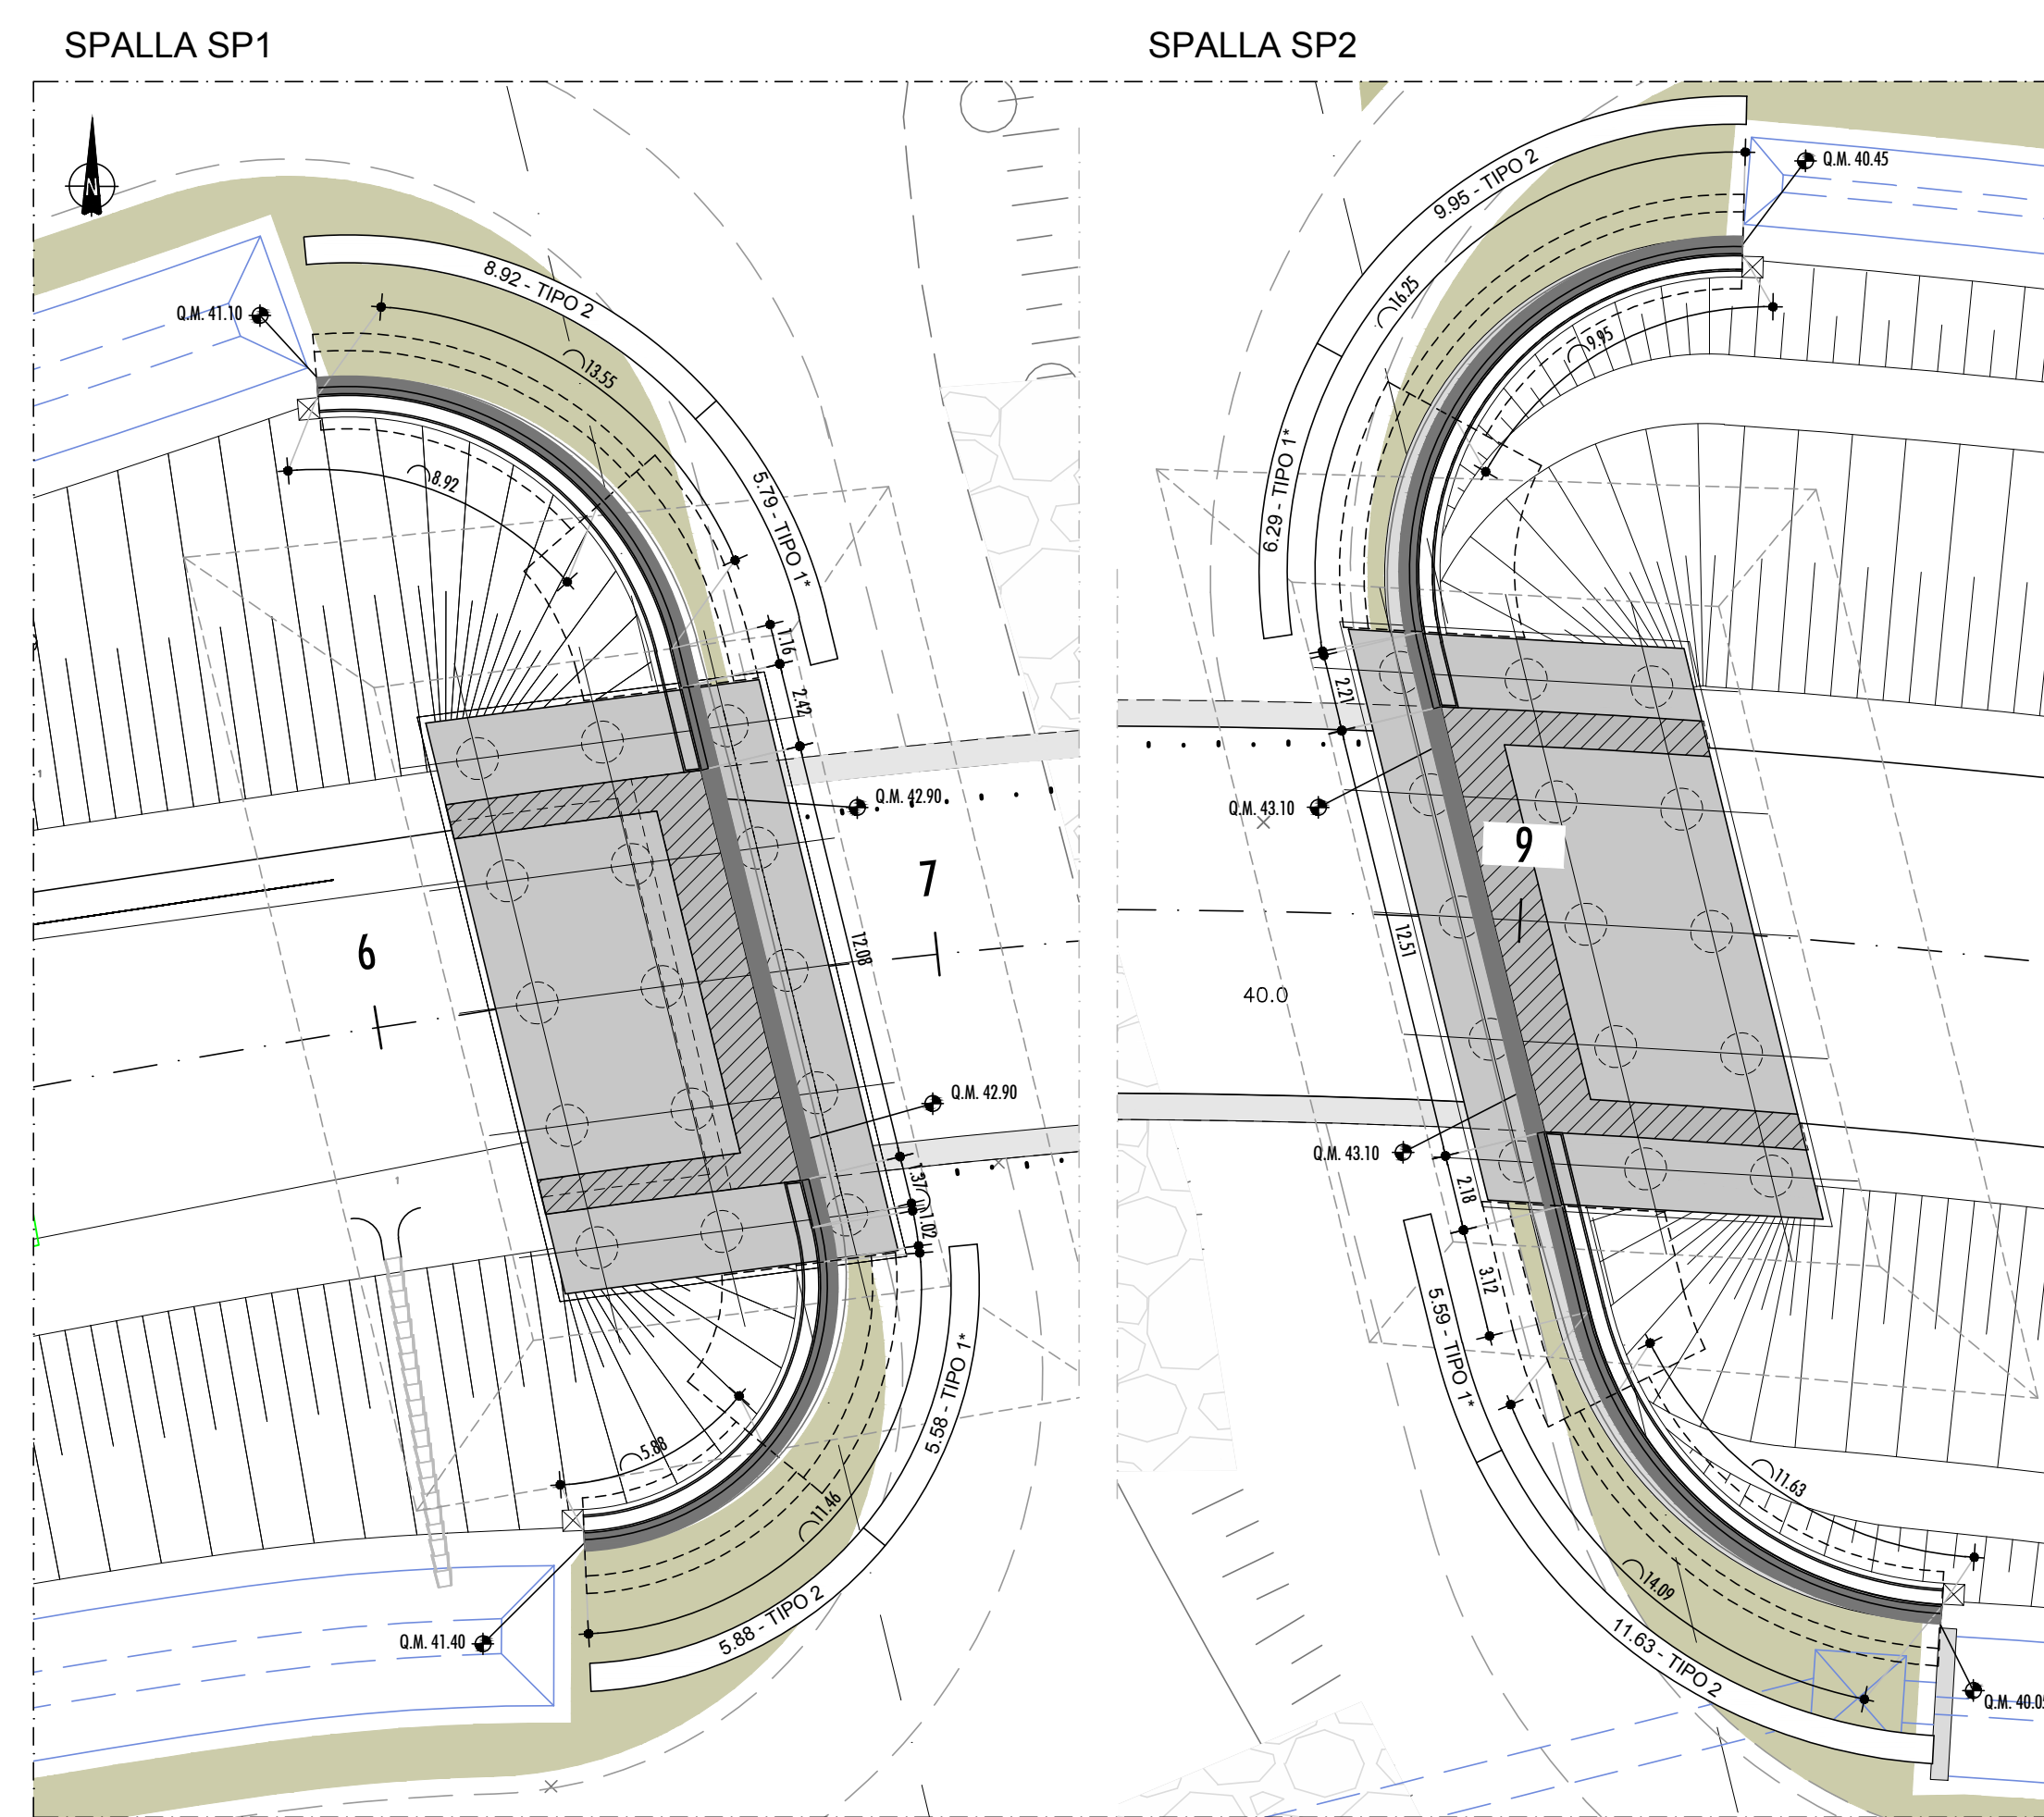 SPALLA SP1
SPALLA SP2
N
Q.M. 41.10
8.92 - TIPO 2
13.55
8.92
5.79 - TIPO 1*
1.16
2.42
Q.M. 42.90
7
6
12.08
Q.M. 42.90
1.37
1.02
5.58 - TIPO 1*
5.88
11.46
5.88 - TIPO 2
Q.M. 41.40
9.95 - TIPO 2
Q.M. 40.45
16.25
9.95
6.29 - TIPO 1*
2.21
Q.M. 43.10
9
12.51
40.0
Q.M. 43.10
2.18
3.12
5.59 - TIPO 1*
11.63
14.09
11.63 - TIPO 2
Q.M. 40.0